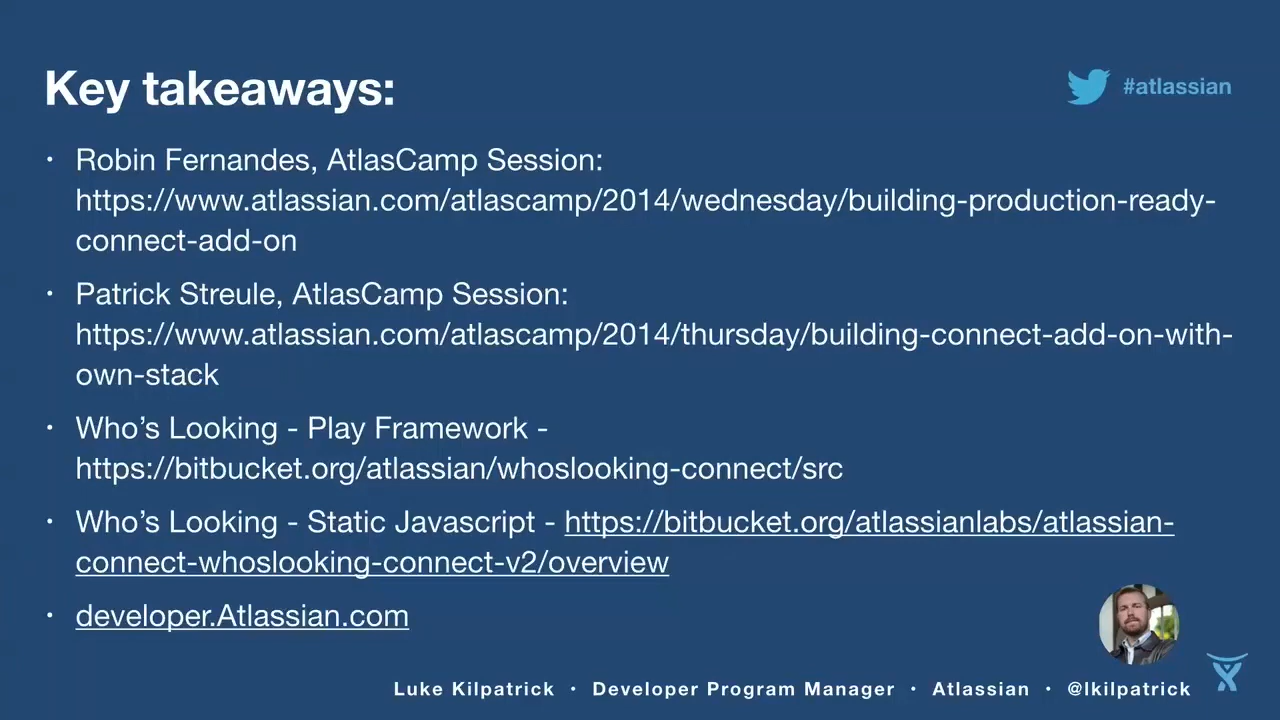 Key takeaways:
#atlassian
• Robin Fernandes, AtlasCamp Session:
https://www.atlassian.com/atlascamp/2014/wednesday/building-production-ready-
connect-add-on
• Patrick Streule, AtlasCamp Session:
https://www.atlassian.com/atlascamp/2014/thursday/building-connect-add-on-with-
own-stack
• Who’s Looking - Play Framework -
https://bitbucket.org/atlassian/whoslooking-connect/src
• Who’s Looking - Static Javascript - https://bitbucket.org/atlassianlabs/atlassian-
connect-whoslooking-connect-v2/overview
• developer.Atlassian.com
Luke Kilpatrick • Developer Program Manager • Atlassian • @lkilpatrick